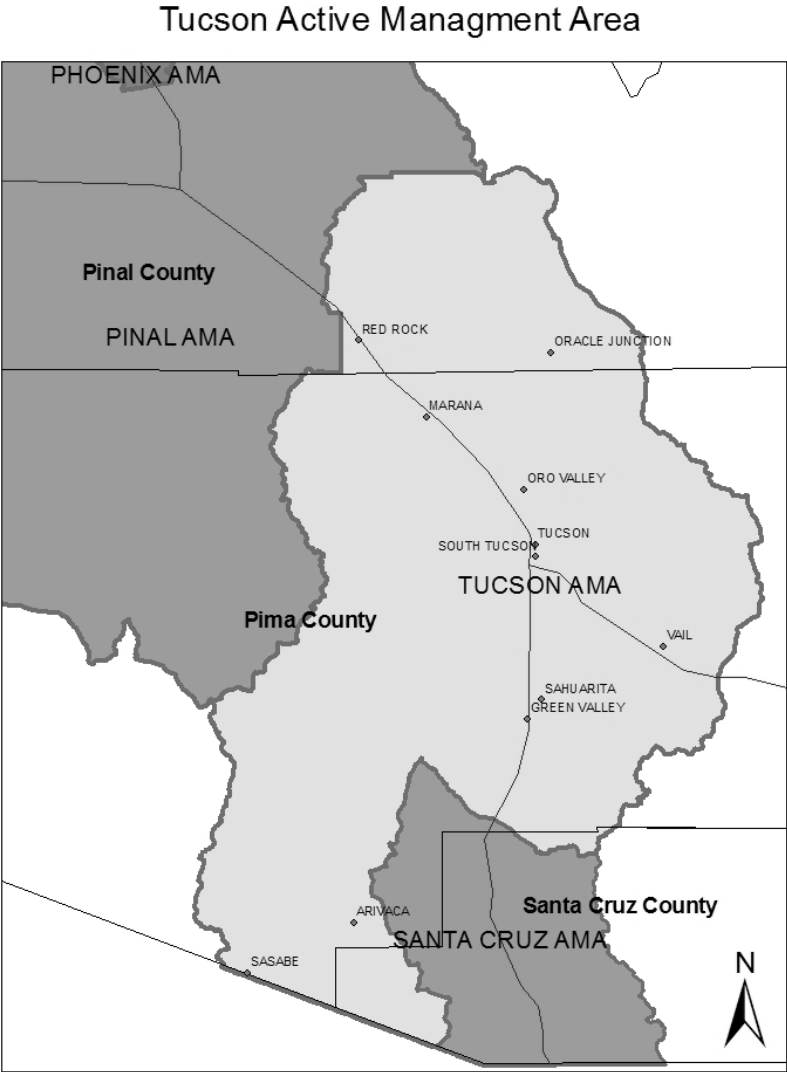 Tucson Active Managment Area
PHOENIX AMA
Pinal County
PINAL AMA
RED ROCK
ORACLE JUNCTION
MARANA
ORO VALLEY
TUCSON
SOUTH TUCSON
TUCSON AMA
Pima County
VAIL
SAHUARITA
GREEN VALLEY
Santa Cruz County
ARIVACA
SANTA CRUZ AMA
SASABE
N